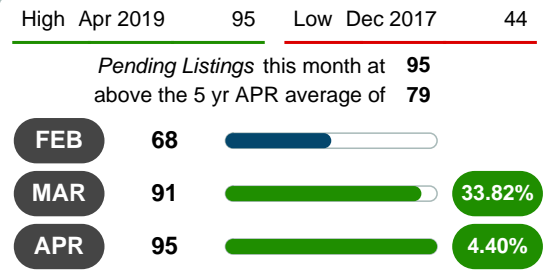 High Apr 2019 95 Low Dec 2017 44
Pending Listings this month at 95
above the 5 yr APR average of 79
FEB 68
MAR 91 33.82%
APR 95 4.40%